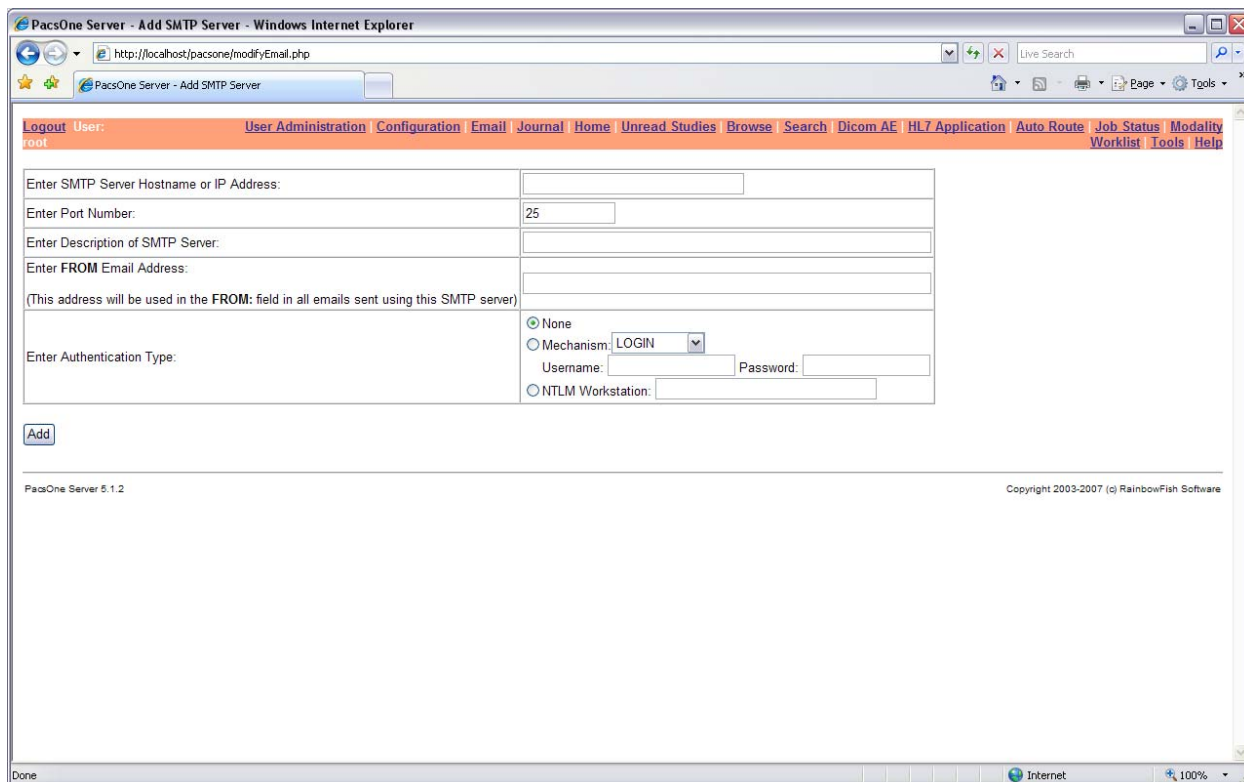 PacsOne Server - Add SMTP Server - Windows Internet Explorer
http://localhost/pacsone/modifyEmail.php
Live Search
PacsOne Server - Add SMTP Server
Page
Tools
Logout User: root
User Administration | Configuration | Email | Journal | Home | Unread Studies | Browse | Search | Dicom AE | HL7 Application | Auto Route | Job Status | Modality
Worklist | Tools | Help
Enter SMTP Server Hostname or IP Address:
Enter Port Number: 25
Enter Description of SMTP Server:
Enter FROM Email Address:
(This address will be used in the FROM: field in all emails sent using this SMTP server)
Enter Authentication Type:
None
Mechanism: LOGIN
Username: Password:
NTLM Workstation:
Add
PacsOne Server 5.1.2
Copyright 2003-2007 (c) RainbowFish Software
Done
Internet
100%